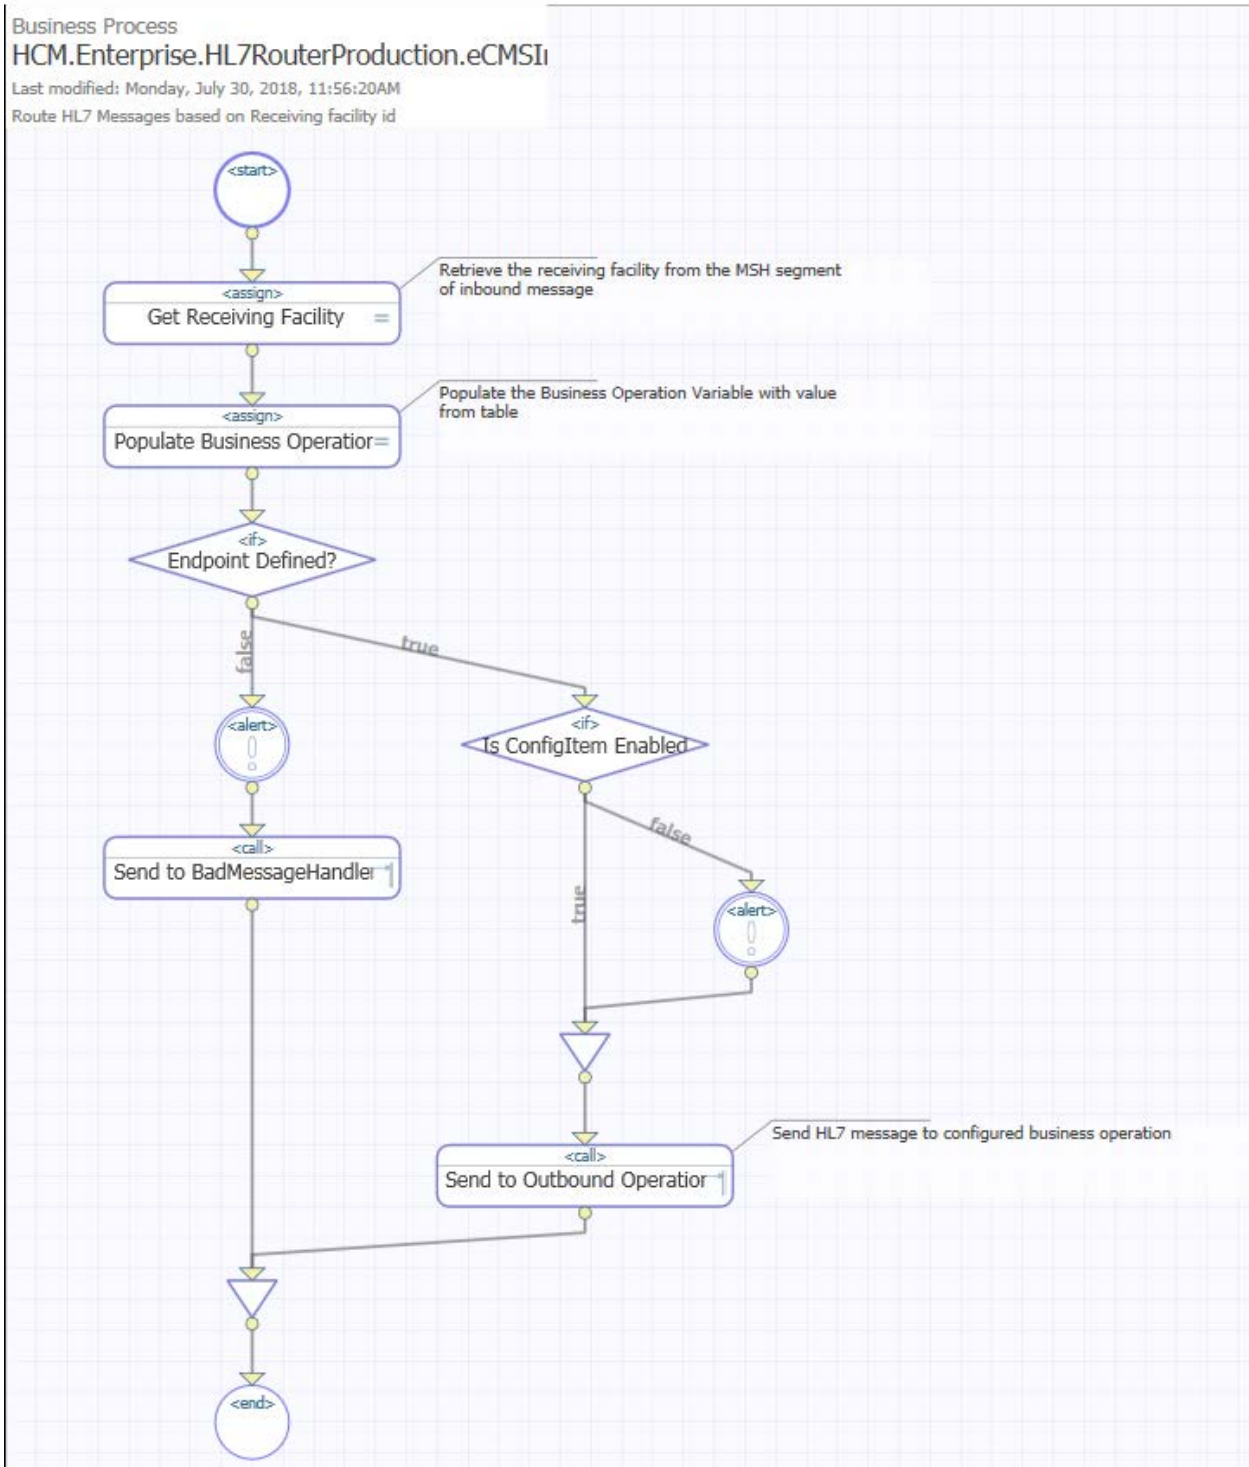 Business Process
HCM.Enterprise.HL7RouterProduction.eCMSI
Last modified: Monday, July 30, 2018, 11:56:20AM
Route HL7 Messages based on Receiving facility id
<start>
<assign>
Get Receiving Facility =
Retrieve the receiving facility from the MSH segment
of inbound message
<assign>
Populate Business Operation=
Populate the Business Operation Variable with value
from table
<if>
Endpoint Defined?
false
true
<alert>
<if>
Is ConfigItem Enabled
<call>
Send to BadMessageHandler
false
true
<alert>
Send HL7 message to configured business operation
<call>
Send to Outbound Operation
<end>